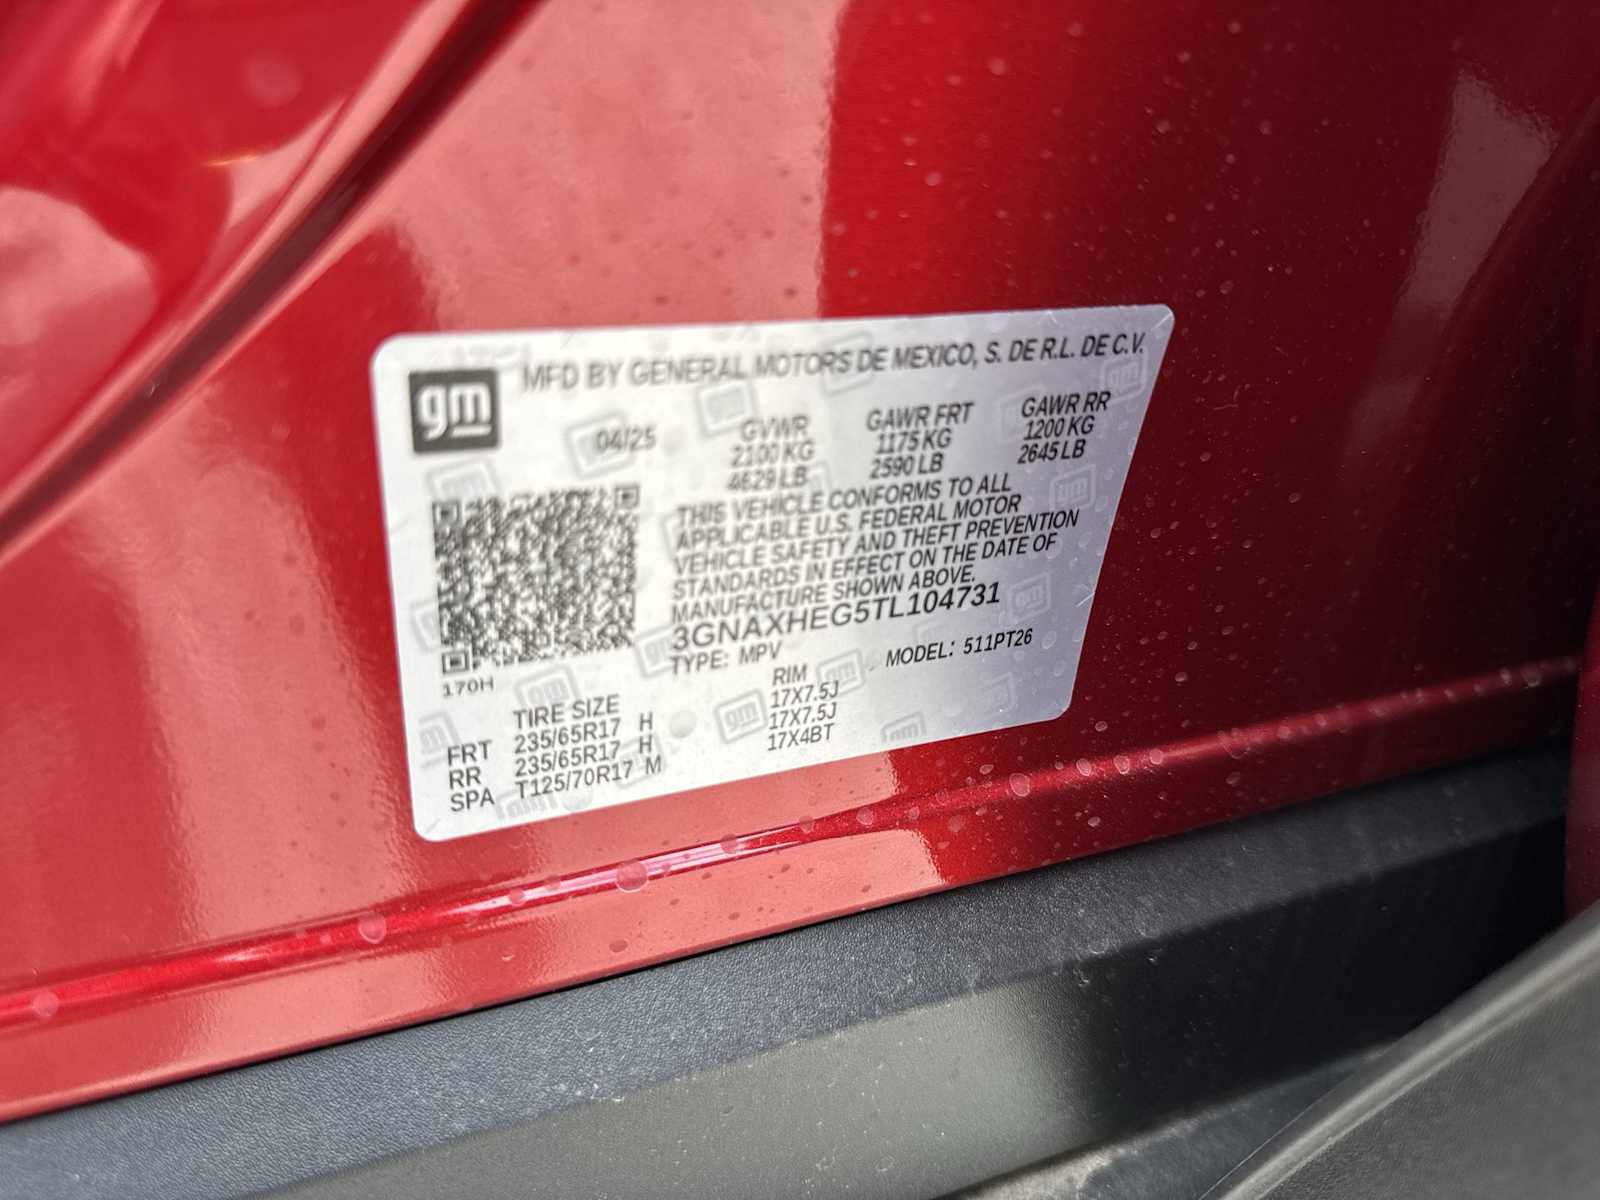 gm
MFD BY GENERAL MOTORS DE MEXICO, S. DE R.L. DE C.V.
04/25 GVWR GAWR FRT GAWR RR
2100 KG 1175 KG 1200 KG
4629 LB 2590 LB 2645 LB
THIS VEHICLE CONFORMS TO ALL
APPLICABLE U.S. FEDERAL MOTOR
VEHICLE SAFETY AND THEFT PREVENTION
STANDARDS IN EFFECT ON THE DATE OF
MANUFACTURE SHOWN ABOVE.
3GNAXHEG5TL104731
TYPE: MPV MODEL: 511PT26
170H
TIRE SIZE RIM
FRT 235/65R17 H 17X7.5J
RR 235/65R17 H 17X7.5J
SPA T125/70R17 M 17X4BT